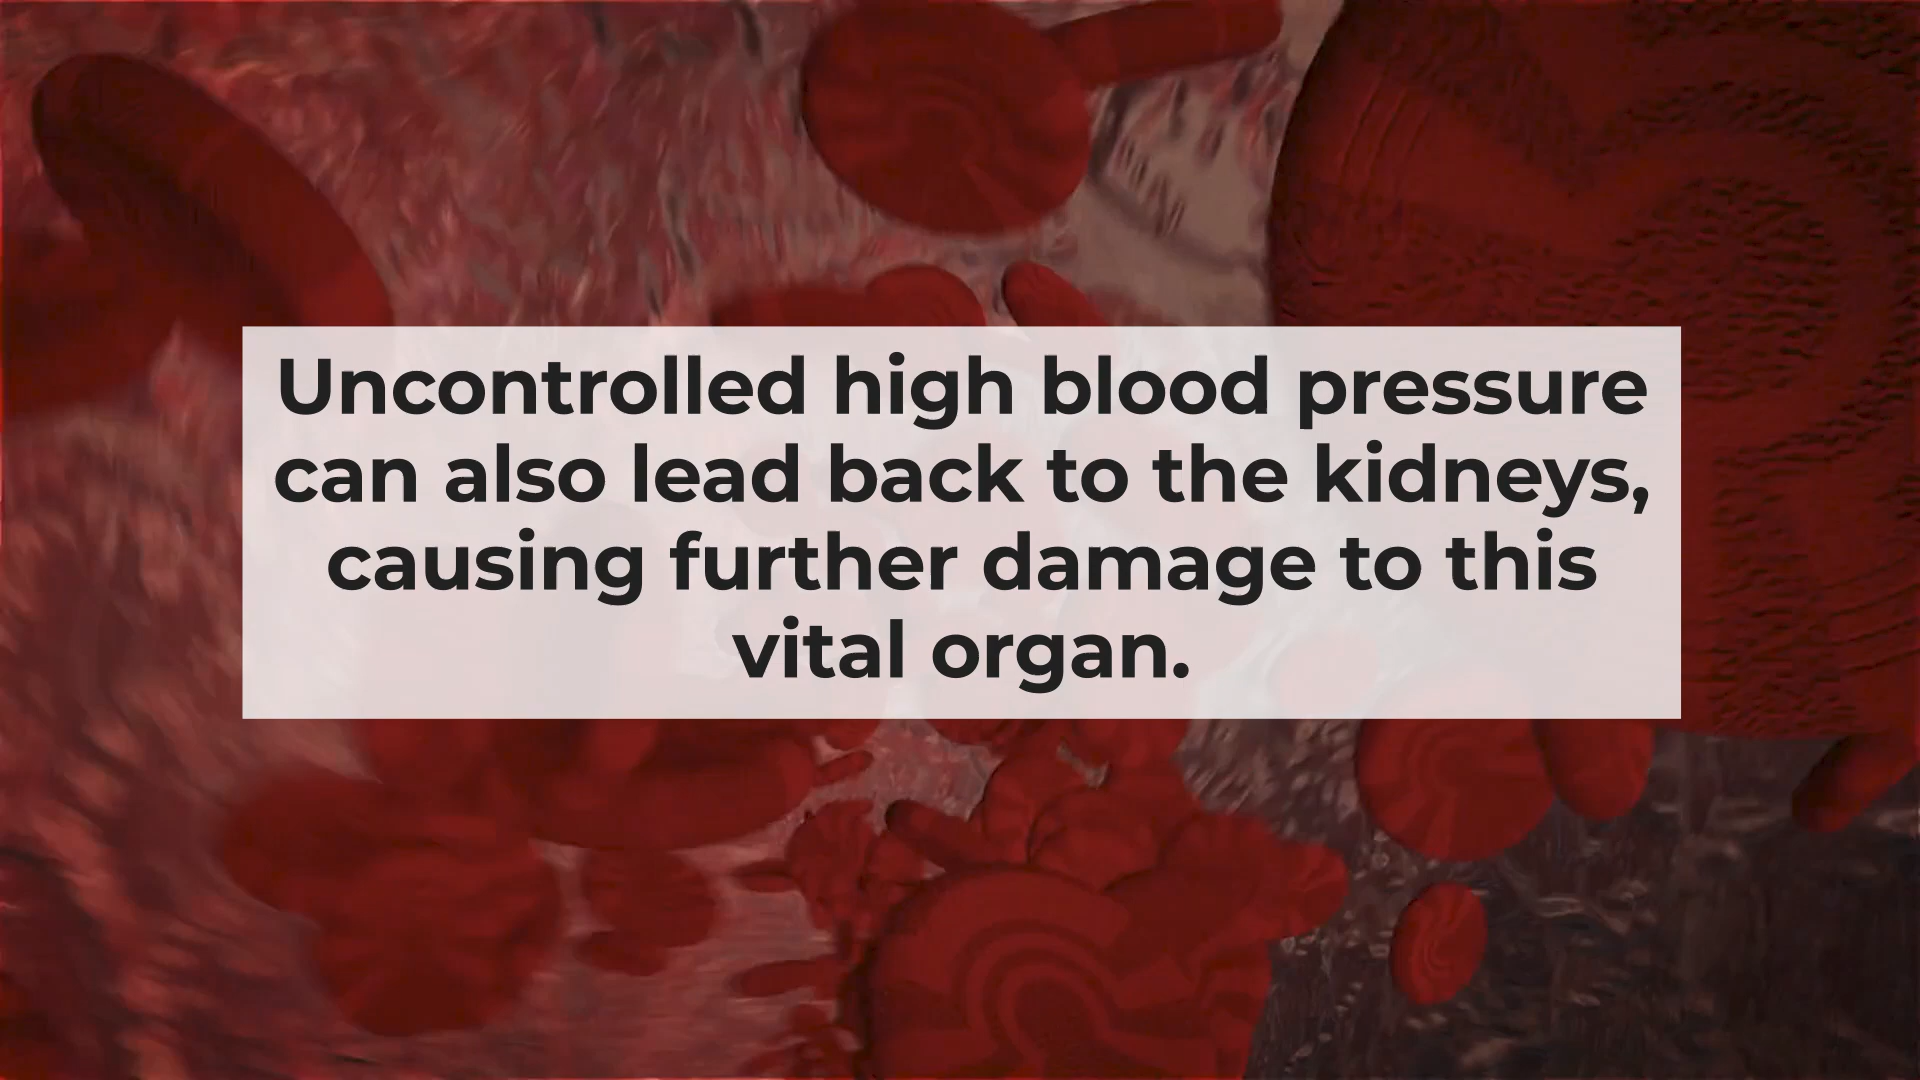 Uncontrolled high blood pressure
can also lead back to the kidneys,
causing further damage to this
vital organ.